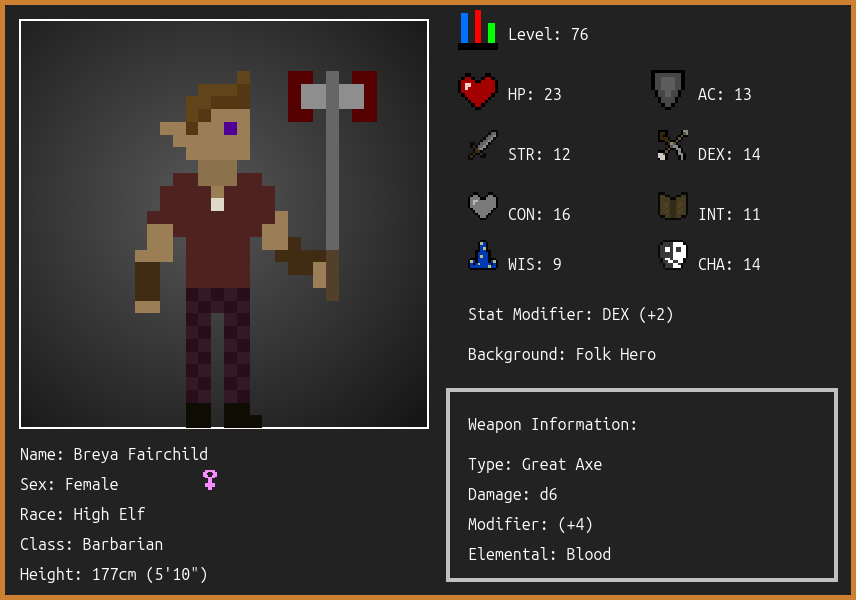 Level: 76
HP: 23
AC: 13
STR: 12
DEX: 14
CON: 16
INT: 11
WIS: 9
CHA: 14
Stat Modifier: DEX (+2)
Background: Folk Hero
Weapon Information:
Type: Great Axe
Damage: d6
Modifier: (+4)
Elemental: Blood
Name: Breya Fairchild
Sex: Female
Race: High Elf
Class: Barbarian
Height: 177cm (5'10")